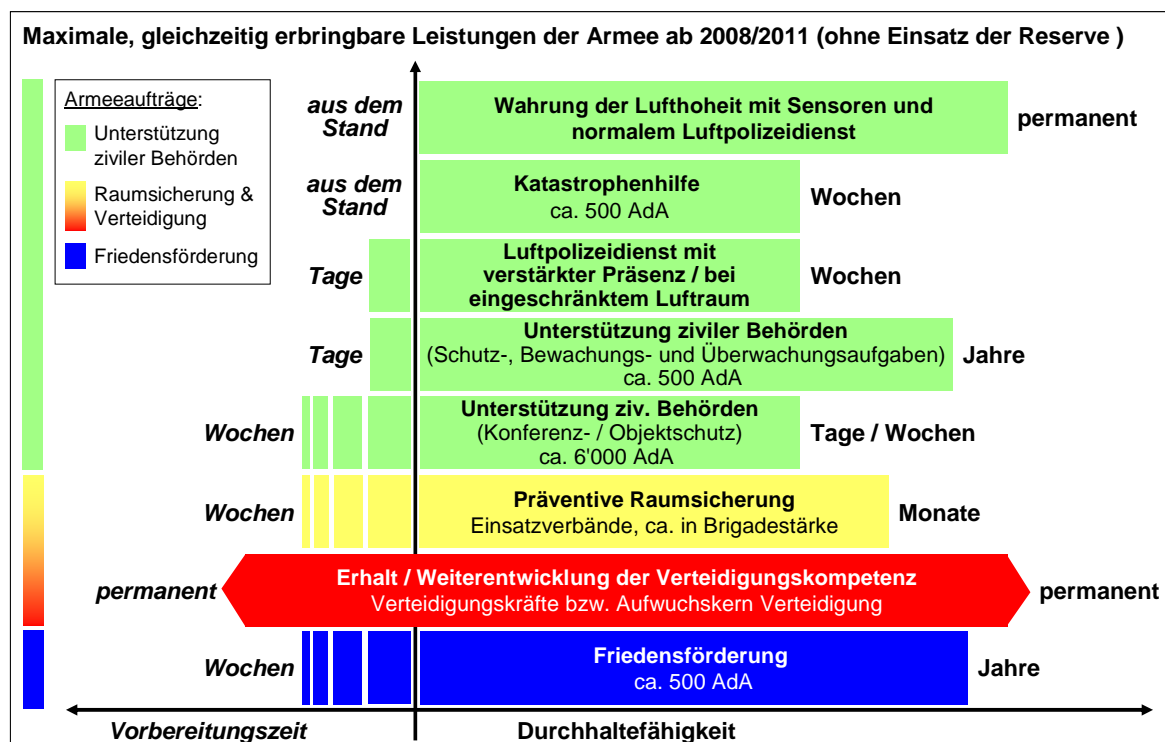 Maximale, gleichzeitig erbringbare Leistungen der Armee ab 2008/2011 (ohne Einsatz der Reserve )
Armeeaufträge:
Unterstützung
ziviler Behörden
Raumsicherung &
Verteidigung
Friedensförderung
aus dem
Stand
Wahrung der Lufthoheit mit Sensoren und
normalem Luftpolizeidienst
permanent
aus dem
Stand
Katastrophenhilfe
ca. 500 AdA
Wochen
Tage
Luftpolizeidienst mit
verstärkter Präsenz / bei
eingeschränktem Luftraum
Wochen
Tage
Unterstützung ziviler Behörden
(Schutz-, Bewachungs- und Überwachungsaufgaben)
ca. 500 AdA
Jahre
Wochen
Unterstützung ziv. Behörden
(Konferenz- / Objektschutz)
ca. 6'000 AdA
Tage / Wochen
Wochen
Präventive Raumsicherung
Einsatzverbände, ca. in Brigadestärke
Monate
permanent
Erhalt / Weiterentwicklung der Verteidigungskompetenz
Verteidigungskräfte bzw. Aufwuchskern Verteidigung
permanent
Wochen
Friedensförderung
ca. 500 AdA
Jahre
Vorbereitungszeit
Durchhaltefähigkeit